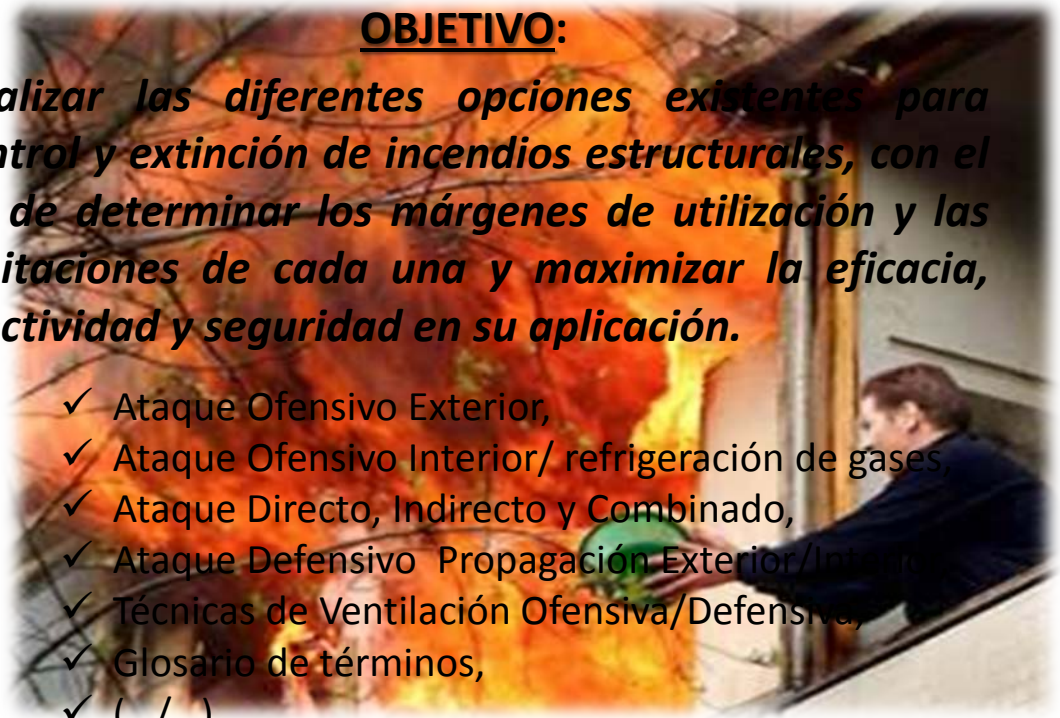 OBJETIVO:
alizar las diferentes opciones existentes para
ntrol y extinción de incendios estructurales, con el
de determinar los márgenes de utilización y las
itaciones de cada una y maximizar la eficacia,
ctividad y seguridad en su aplicación.
✓ Ataque Ofensivo Exterior,
✓ Ataque Ofensivo Interior/ refrigeración de gases,
✓ Ataque Directo, Indirecto y Combinado,
✓ Ataque Defensivo Propagación Exterior/
✓ Técnicas de Ventilación Ofensiva/Defensiva,
✓ Glosario de términos,